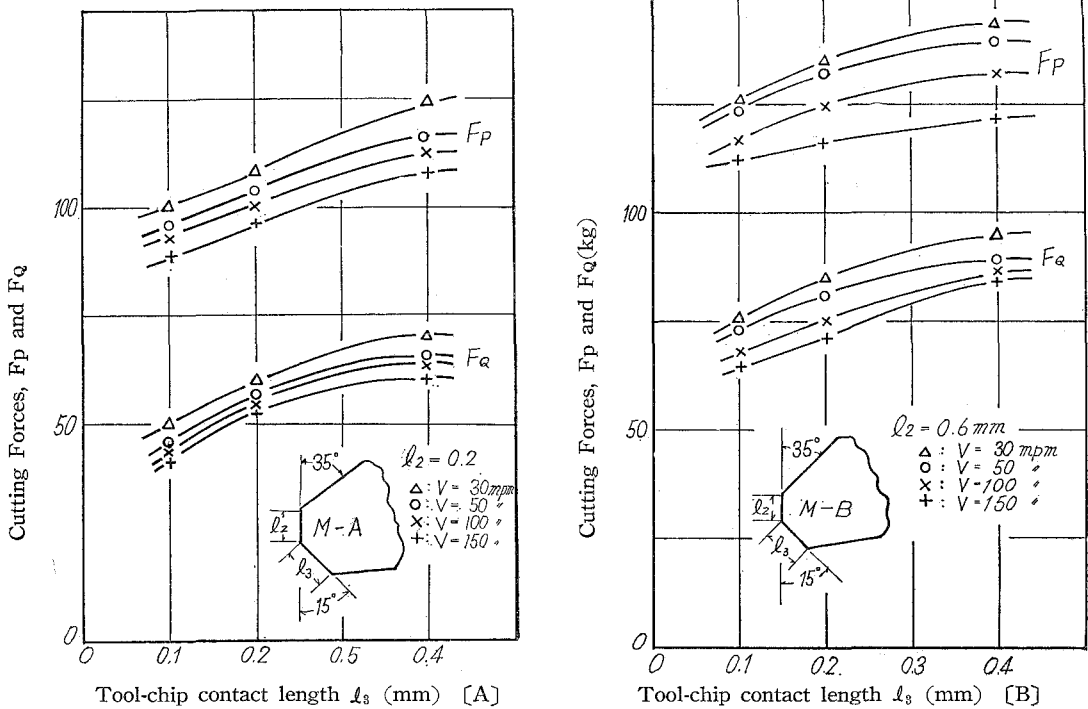 Cutting Forces, Fp and FQ
100
50
0
FP
FQ
35°
l2
M-A
l3
15°
l2 = 0.2
△ : V = 30 mpm
○ : V = 50 〃
× : V = 100 〃
+ : V = 150 〃
0 0.1 0.2 0.5 0.4
Tool-chip contact length l3 (mm) [A]
Cutting Forces, Fp and FQ(kg)
100
50
0
FP
FQ
35°
l2
M-B
l3
15°
l2 = 0.6 mm
△ : V = 30 mpm
○ : V = 50 〃
× : V = 100 〃
+ : V = 150 〃
0 0.1 0.2 0.3 0.4
Tool-chip contact length l3 (mm) [B]